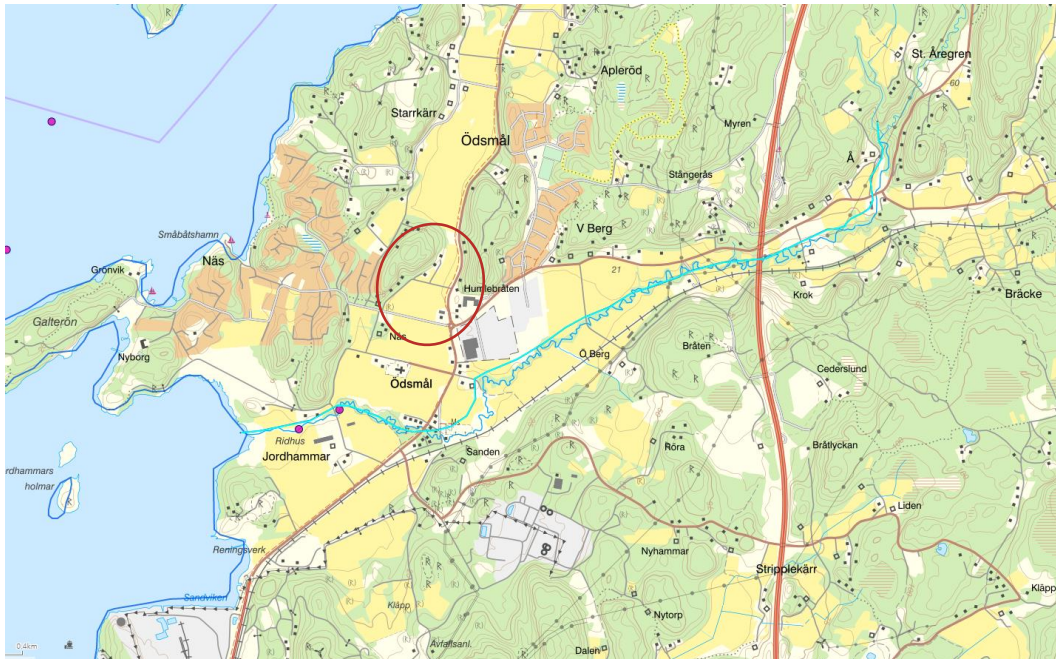 St. Åregren
60
Apleröd
Starrkärr
Ödsmål
Myren
Å
Stångerås
Småbåtshamn
V Berg
Näs
21
Grönvik
Humlebråten
Krok
Bräcke
Galterön
Näs
Nyborg
Ö Berg
Bråten
Cederslund
Ödsmål
Ridhus
Jordhammar
Sanden
Röra
Bråtlyckan
holmar
Liden
Reningsverk
Nyhammar
Stripplekärr
Sandviken
Kläpp
Kläpp
Nytorp
Avfallsanl.
Dalen
0.4km